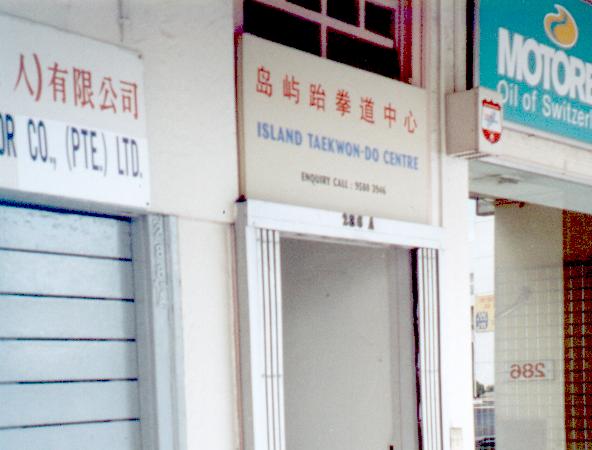 人)有限公司
OR CO., (PTE.) LTD.
岛屿跆拳道中心
ISLAND TAEKWON-DO CENTRE
ENQUIRY CALL : 9580 3946
286 A
MOTORE
Oil of Switzerl
286